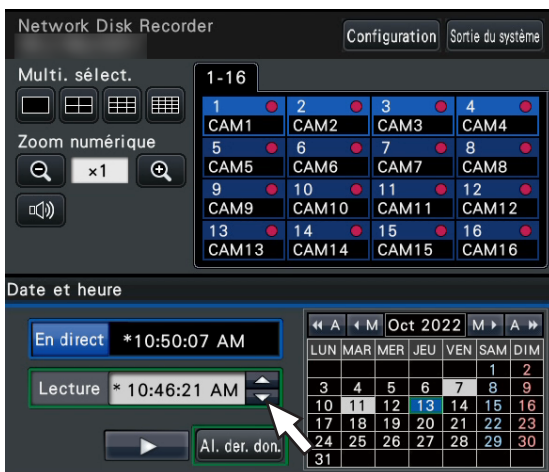 Network Disk Recorder
Configuration
Sortie du système
Multi. sélect.
1-16
1 2 3 4
CAM1 CAM2 CAM3 CAM4
5 6 7 8
CAM5 CAM6 CAM7 CAM8
9 10 11 12
CAM9 CAM10 CAM11 CAM12
13 14 15 16
CAM13 CAM14 CAM15 CAM16
Zoom numérique
×1
Date et heure
En direct *10:50:07 AM
Lecture * 10:46:21 AM
Al. der. don.
A M Oct 2022 M A
LUN MAR MER JEU VEN SAM DIM
1 2
3 4 5 6 7 8 9
10 11 12 13 14 15 16
17 18 19 20 21 22 23
24 25 26 27 28 29 30
31